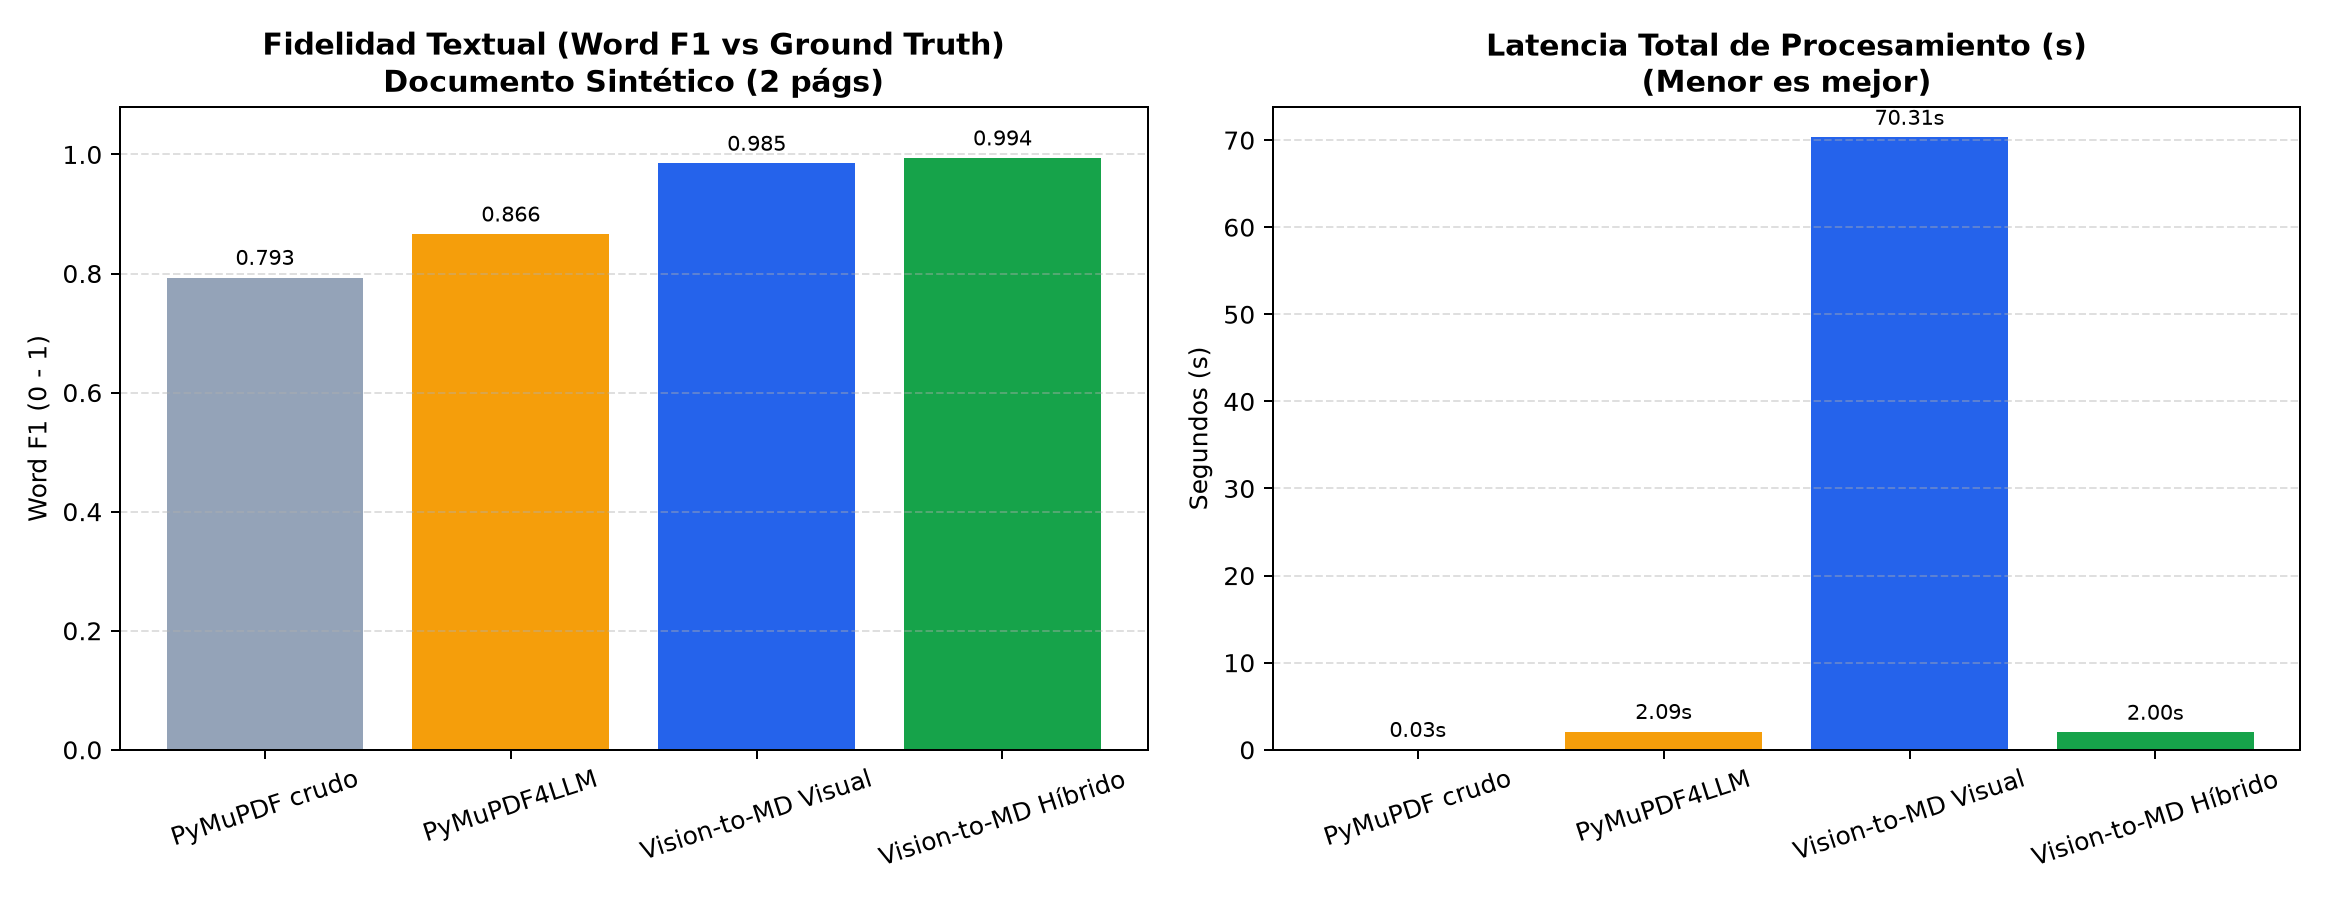 Fidelidad Textual (Word F1 vs Ground Truth)
Documento Sintético (2 págs)
Word F1 (0 - 1)
1.0
0.8
0.6
0.4
0.2
0.0
0.793
0.866
0.985
0.994
PyMuPDF crudo
PyMuPDF4LLM
Vision-to-MD Visual
Vision-to-MD Híbrido
Latencia Total de Procesamiento (s)
(Menor es mejor)
Segundos (s)
70
60
50
40
30
20
10
0
0.03s
2.09s
70.31s
2.00s
PyMuPDF crudo
PyMuPDF4LLM
Vision-to-MD Visual
Vision-to-MD Híbrido